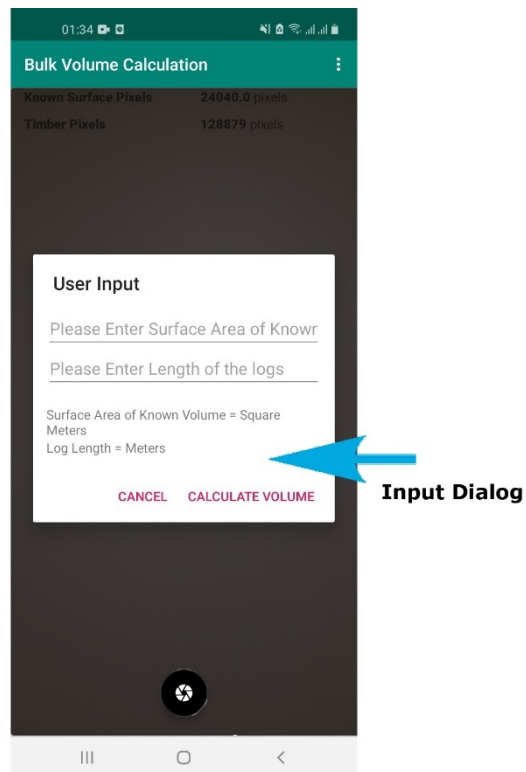 01:34
Bulk Volume Calculation
Known Surface Pixels 24040.0 pixels
Timber Pixels 128879 pixels
User Input
Please Enter Surface Area of Known
Please Enter Length of the logs
Surface Area of Known Volume = Square
Meters
Log Length = Meters
CANCEL CALCULATE VOLUME
Input Dialog